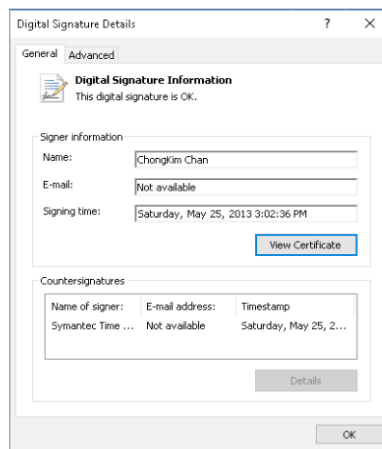 Digital Signature Details
? X
General Advanced
Digital Signature Information
This digital signature is OK.
Signer information
Name: ChongKim Chan
E-mail: Not available
Signing time: Saturday, May 25, 2013 3:02:36 PM
View Certificate
Countersignatures
Name of signer: E-mail address: Timestamp
Symantec Time ... Not available Saturday, May 25, 2...
Details
OK